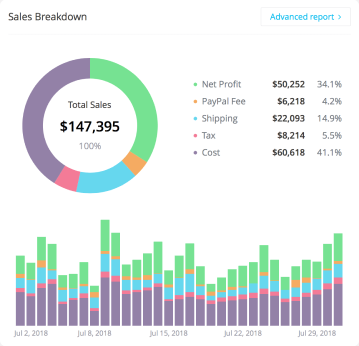 Sales Breakdown
Advanced report >
Total Sales
$147,395
100%
Net Profit $50,252 34.1%
PayPal Fee $6,218 4.2%
Shipping $22,093 14.9%
Tax $8,214 5.5%
Cost $60,618 41.1%
Jul 2, 2018 Jul 8, 2018 Jul 15, 2018 Jul 22, 2018 Jul 29, 2018